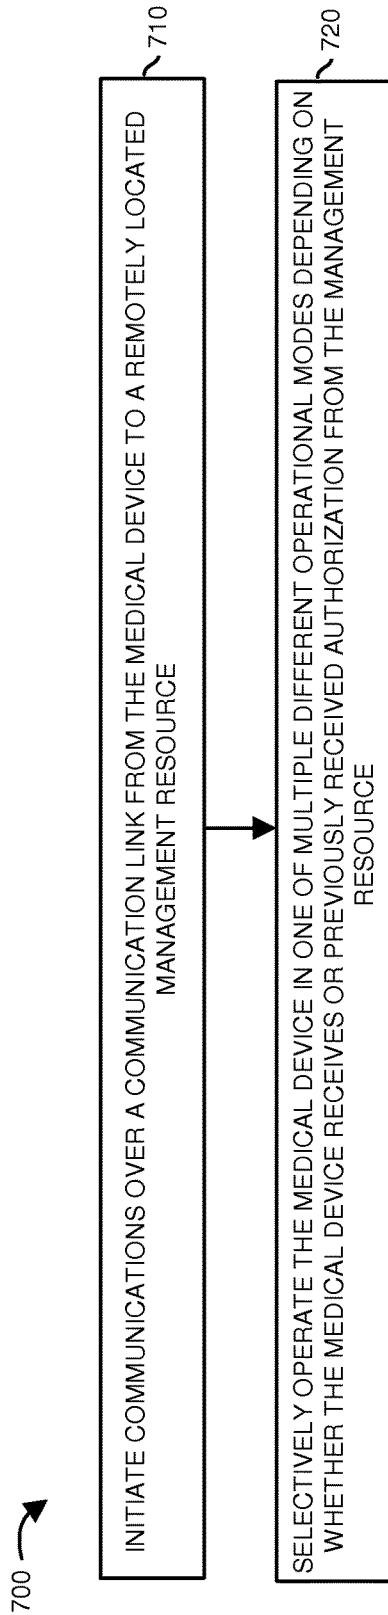 700
INITIATE COMMUNICATIONS OVER A COMMUNICATION LINK FROM THE MEDICAL DEVICE TO A REMOTELY LOCATED
MANAGEMENT RESOURCE
710
SELECTIVELY OPERATE THE MEDICAL DEVICE IN ONE OF MULTIPLE DIFFERENT OPERATIONAL MODES DEPENDING ON
WHETHER THE MEDICAL DEVICE RECEIVES OR PREVIOUSLY RECEIVED AUTHORIZATION FROM THE MANAGEMENT
RESOURCE
720